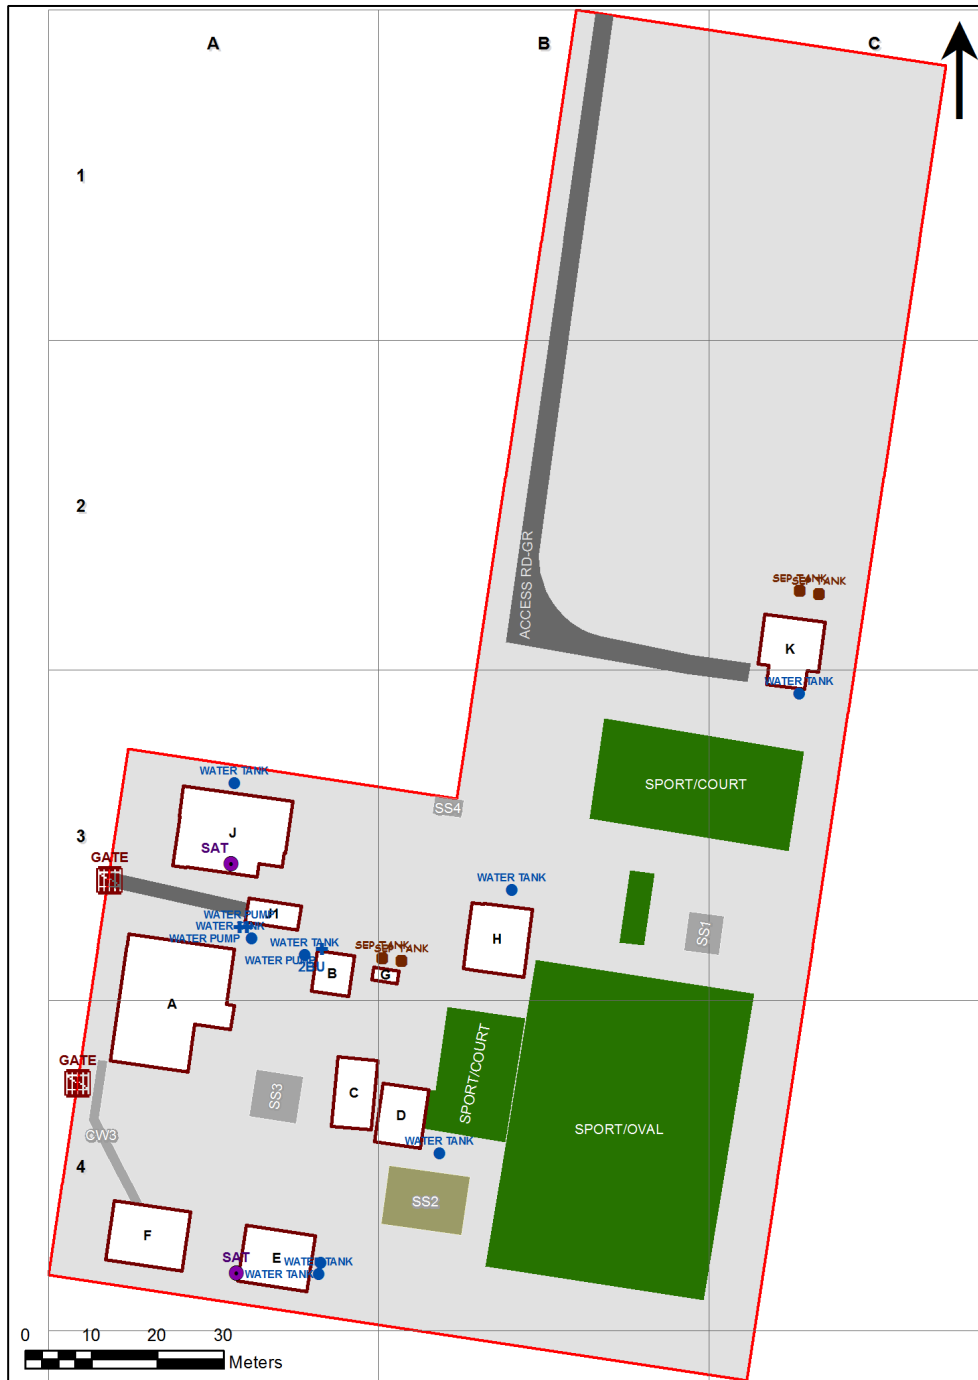 A
B
C
1
2
ACCESS RD-GR
SEP TANK
SEP TANK
K
WATER TANK
WATER TANK
SPORT/COURT
SS4
3
J
SAT
GATE
WATER TANK
J1
WATER PUMP
WATER TANK
WATER PUMP
WATER TANK
WATER PUMP
2BU
SEP TANK
SEP TANK
H
SS1
B
G
A
GATE
SS3
C
D
SPORT/COURT
SPORT/OVAL
CW3
WATER TANK
4
SS2
F
SAT
E
WATER TANK
WATER TANK
0 10 20 30
Meters